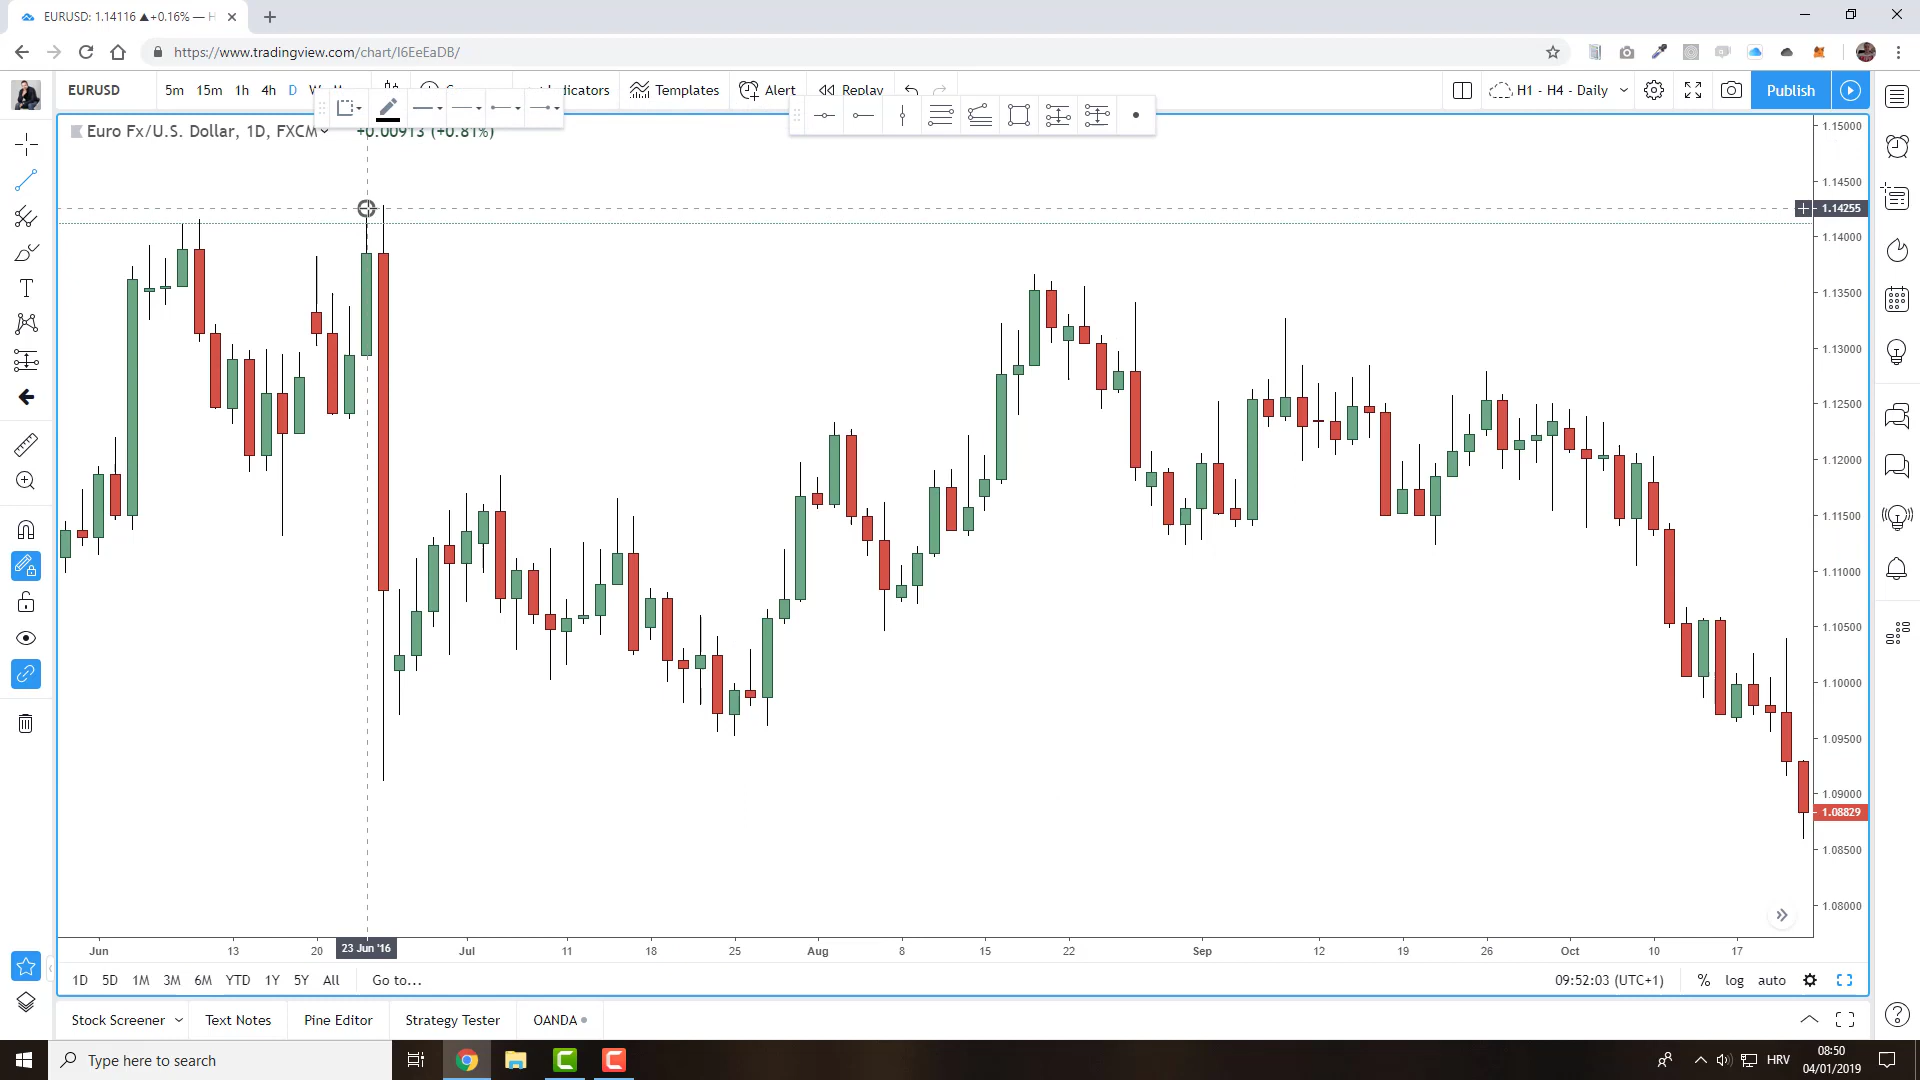 EURUSD: 1.14116 ▲+0.16% — H
https://www.tradingview.com/chart/I6EeEaDB/
EURUSD 5m 15m 1h 4h D Indicators Templates Alert Replay H1 - H4 - Daily Publish
Euro Fx/U.S. Dollar, 1D, FXCM +0.00913 (+0.81%)
1.15000
1.14500
1.14255
1.14000
1.13500
1.13000
1.12500
1.12000
1.11500
1.11000
1.10500
1.10000
1.09500
1.09000
1.08829
1.08500
1.08000
Jun 13 20 23 Jun '16 Jul 11 18 25 Aug 8 15 22 Sep 12 19 26 Oct 10 17
1D 5D 1M 3M 6M YTD 1Y 5Y All Go to... 09:52:03 (UTC+1) % log auto
Stock Screener Text Notes Pine Editor Strategy Tester OANDA
Type here to search HRV 08:50
04/01/2019